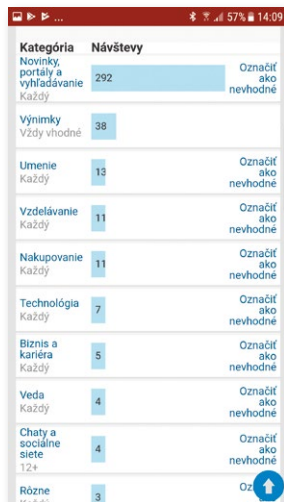 ... 57% 14:09
Kategória Návštevy
Novinky,
portály a
vyhľadávanie
Každý
292
Označiť
ako
nevhodné
Výnimky
Vždy vhodné
38
Umenie
Každý
13
Označiť
ako
nevhodné
Vzdelávanie
Každý
11
Označiť
ako
nevhodné
Nakupovanie
Každý
11
Označiť
ako
nevhodné
Technológia
Každý
7
Označiť
ako
nevhodné
Biznis a
kariéra
Každý
5
Označiť
ako
nevhodné
Veda
Každý
4
Označiť
ako
nevhodné
Chaty a
sociálne
siete
12+
4
Označiť
ako
nevhodné
Rôzne
3